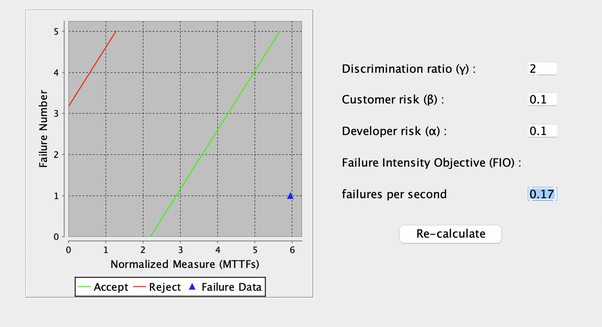 5
4
3
2
1
0
Failure Number
0 1 2 3 4 5 6
Normalized Measure (MTTFs)
Accept Reject Failure Data
Discrimination ratio (γ) : 2
Customer risk (β) : 0.1
Developer risk (α) : 0.1
Failure Intensity Objective (FIO) :
failures per second 0.17
Re-calculate